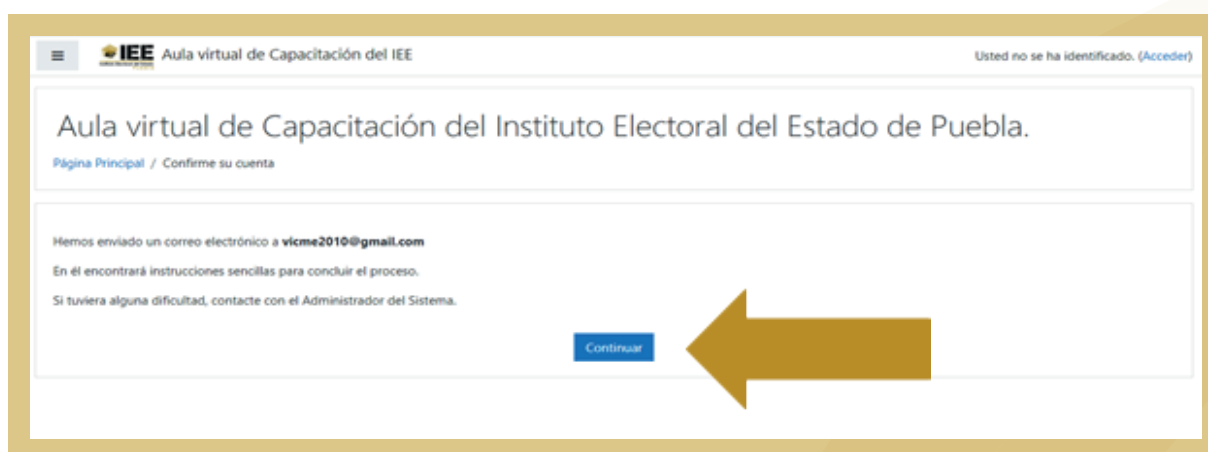 IEE Aula virtual de Capacitación del IEE
Usted no se ha identificado. (Acceder)
Aula virtual de Capacitación del Instituto Electoral del Estado de Puebla.
Página Principal / Confirme su cuenta
Hemos enviado un correo electrónico a vicme2010@gmail.com
En él encontrará instrucciones sencillas para concluir el proceso.
Si tuviera alguna dificultad, contacte con el Administrador del Sistema.
Continuar